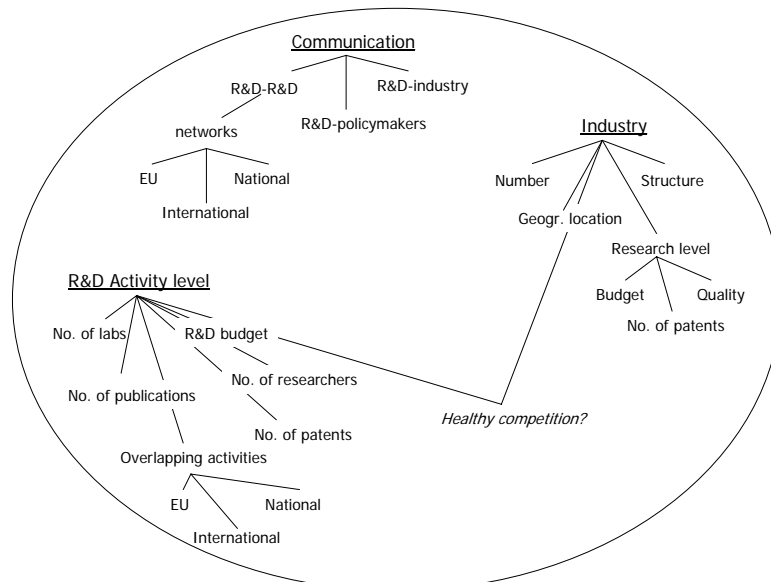 Communication
R&D-R&D
R&D-industry
R&D-policymakers
networks
EU
National
International
Industry
Number
Structure
Geogr. location
Research level
Budget
Quality
No. of patents
R&D Activity level
No. of labs
R&D budget
No. of researchers
No. of publications
No. of patents
Overlapping activities
EU
National
International
Healthy competition?